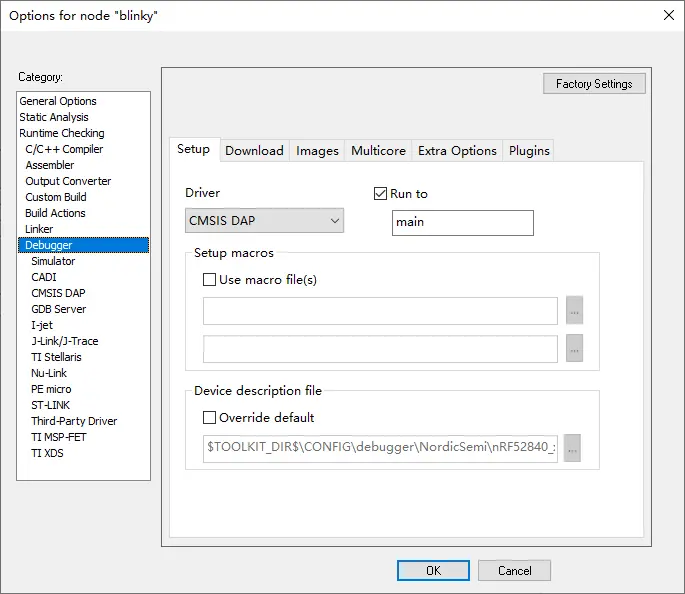 Options for node "blinky"
Category:
General Options
Static Analysis
Runtime Checking
C/C++ Compiler
Assembler
Output Converter
Custom Build
Build Actions
Linker
Debugger
Simulator
CADI
CMSIS DAP
GDB Server
I-jet
J-Link/J-Trace
TI Stellaris
Nu-Link
PE micro
ST-LINK
Third-Party Driver
TI MSP-FET
TI XDS
Factory Settings
Setup Download Images Multicore Extra Options Plugins
Driver
CMSIS DAP
Run to
main
Setup macros
Use macro file(s)
...
...
Device description file
Override default
$TOOLKIT_DIR$\CONFIG\debugger\NordicSemi\nRF52840_
...
OK Cancel